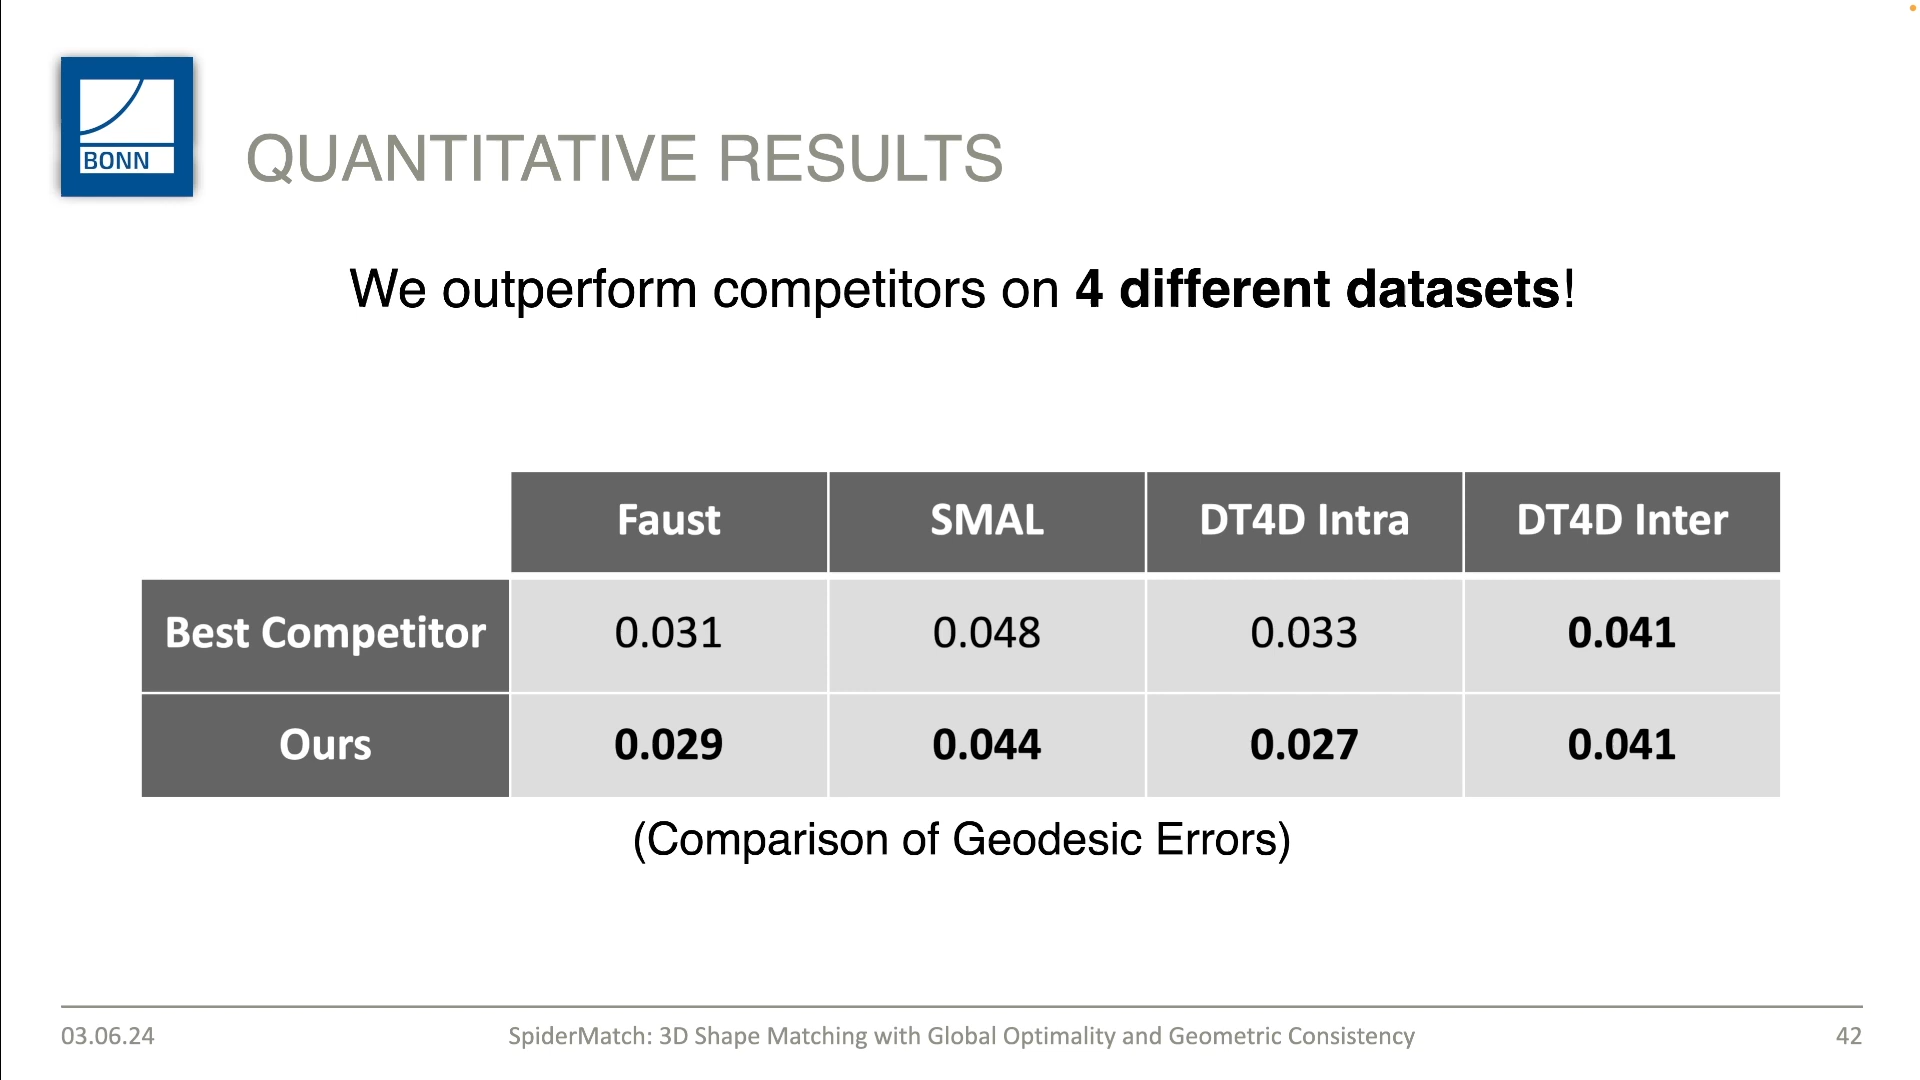 BONN
QUANTITATIVE RESULTS
We outperform competitors on 4 different datasets!
Faust SMAL DT4D Intra DT4D Inter
Best Competitor 0.031 0.048 0.033 0.041
Ours 0.029 0.044 0.027 0.041
(Comparison of Geodesic Errors)
03.06.24 SpiderMatch: 3D Shape Matching with Global Optimality and Geometric Consistency 42